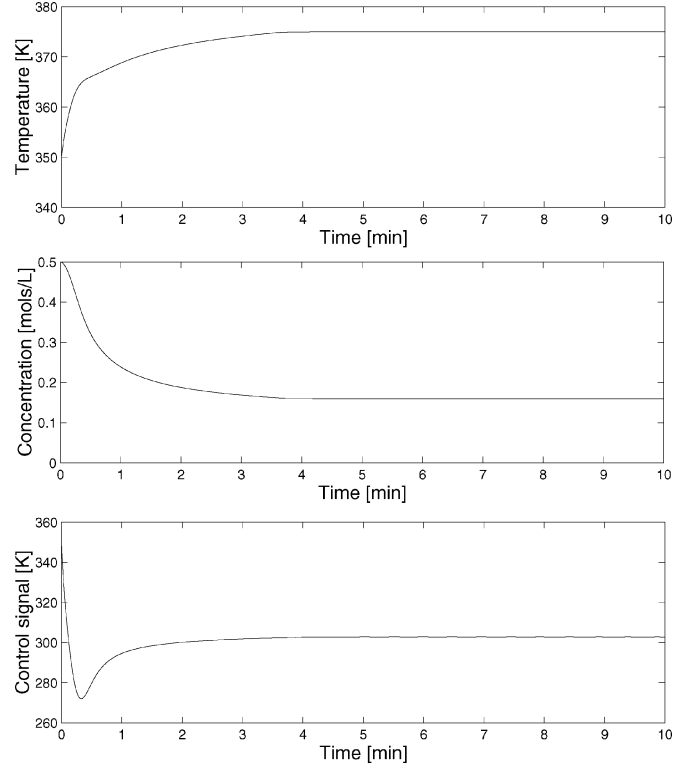 380
370
360
350
340
Temperature [K]
0 1 2 3 4 5 6 7 8 9 10
Time [min]
0.5
0.4
0.3
0.2
0.1
0
Concentration [mols/L]
0 1 2 3 4 5 6 7 8 9 10
Time [min]
360
340
320
300
280
260
Control signal [K]
0 1 2 3 4 5 6 7 8 9 10
Time [min]